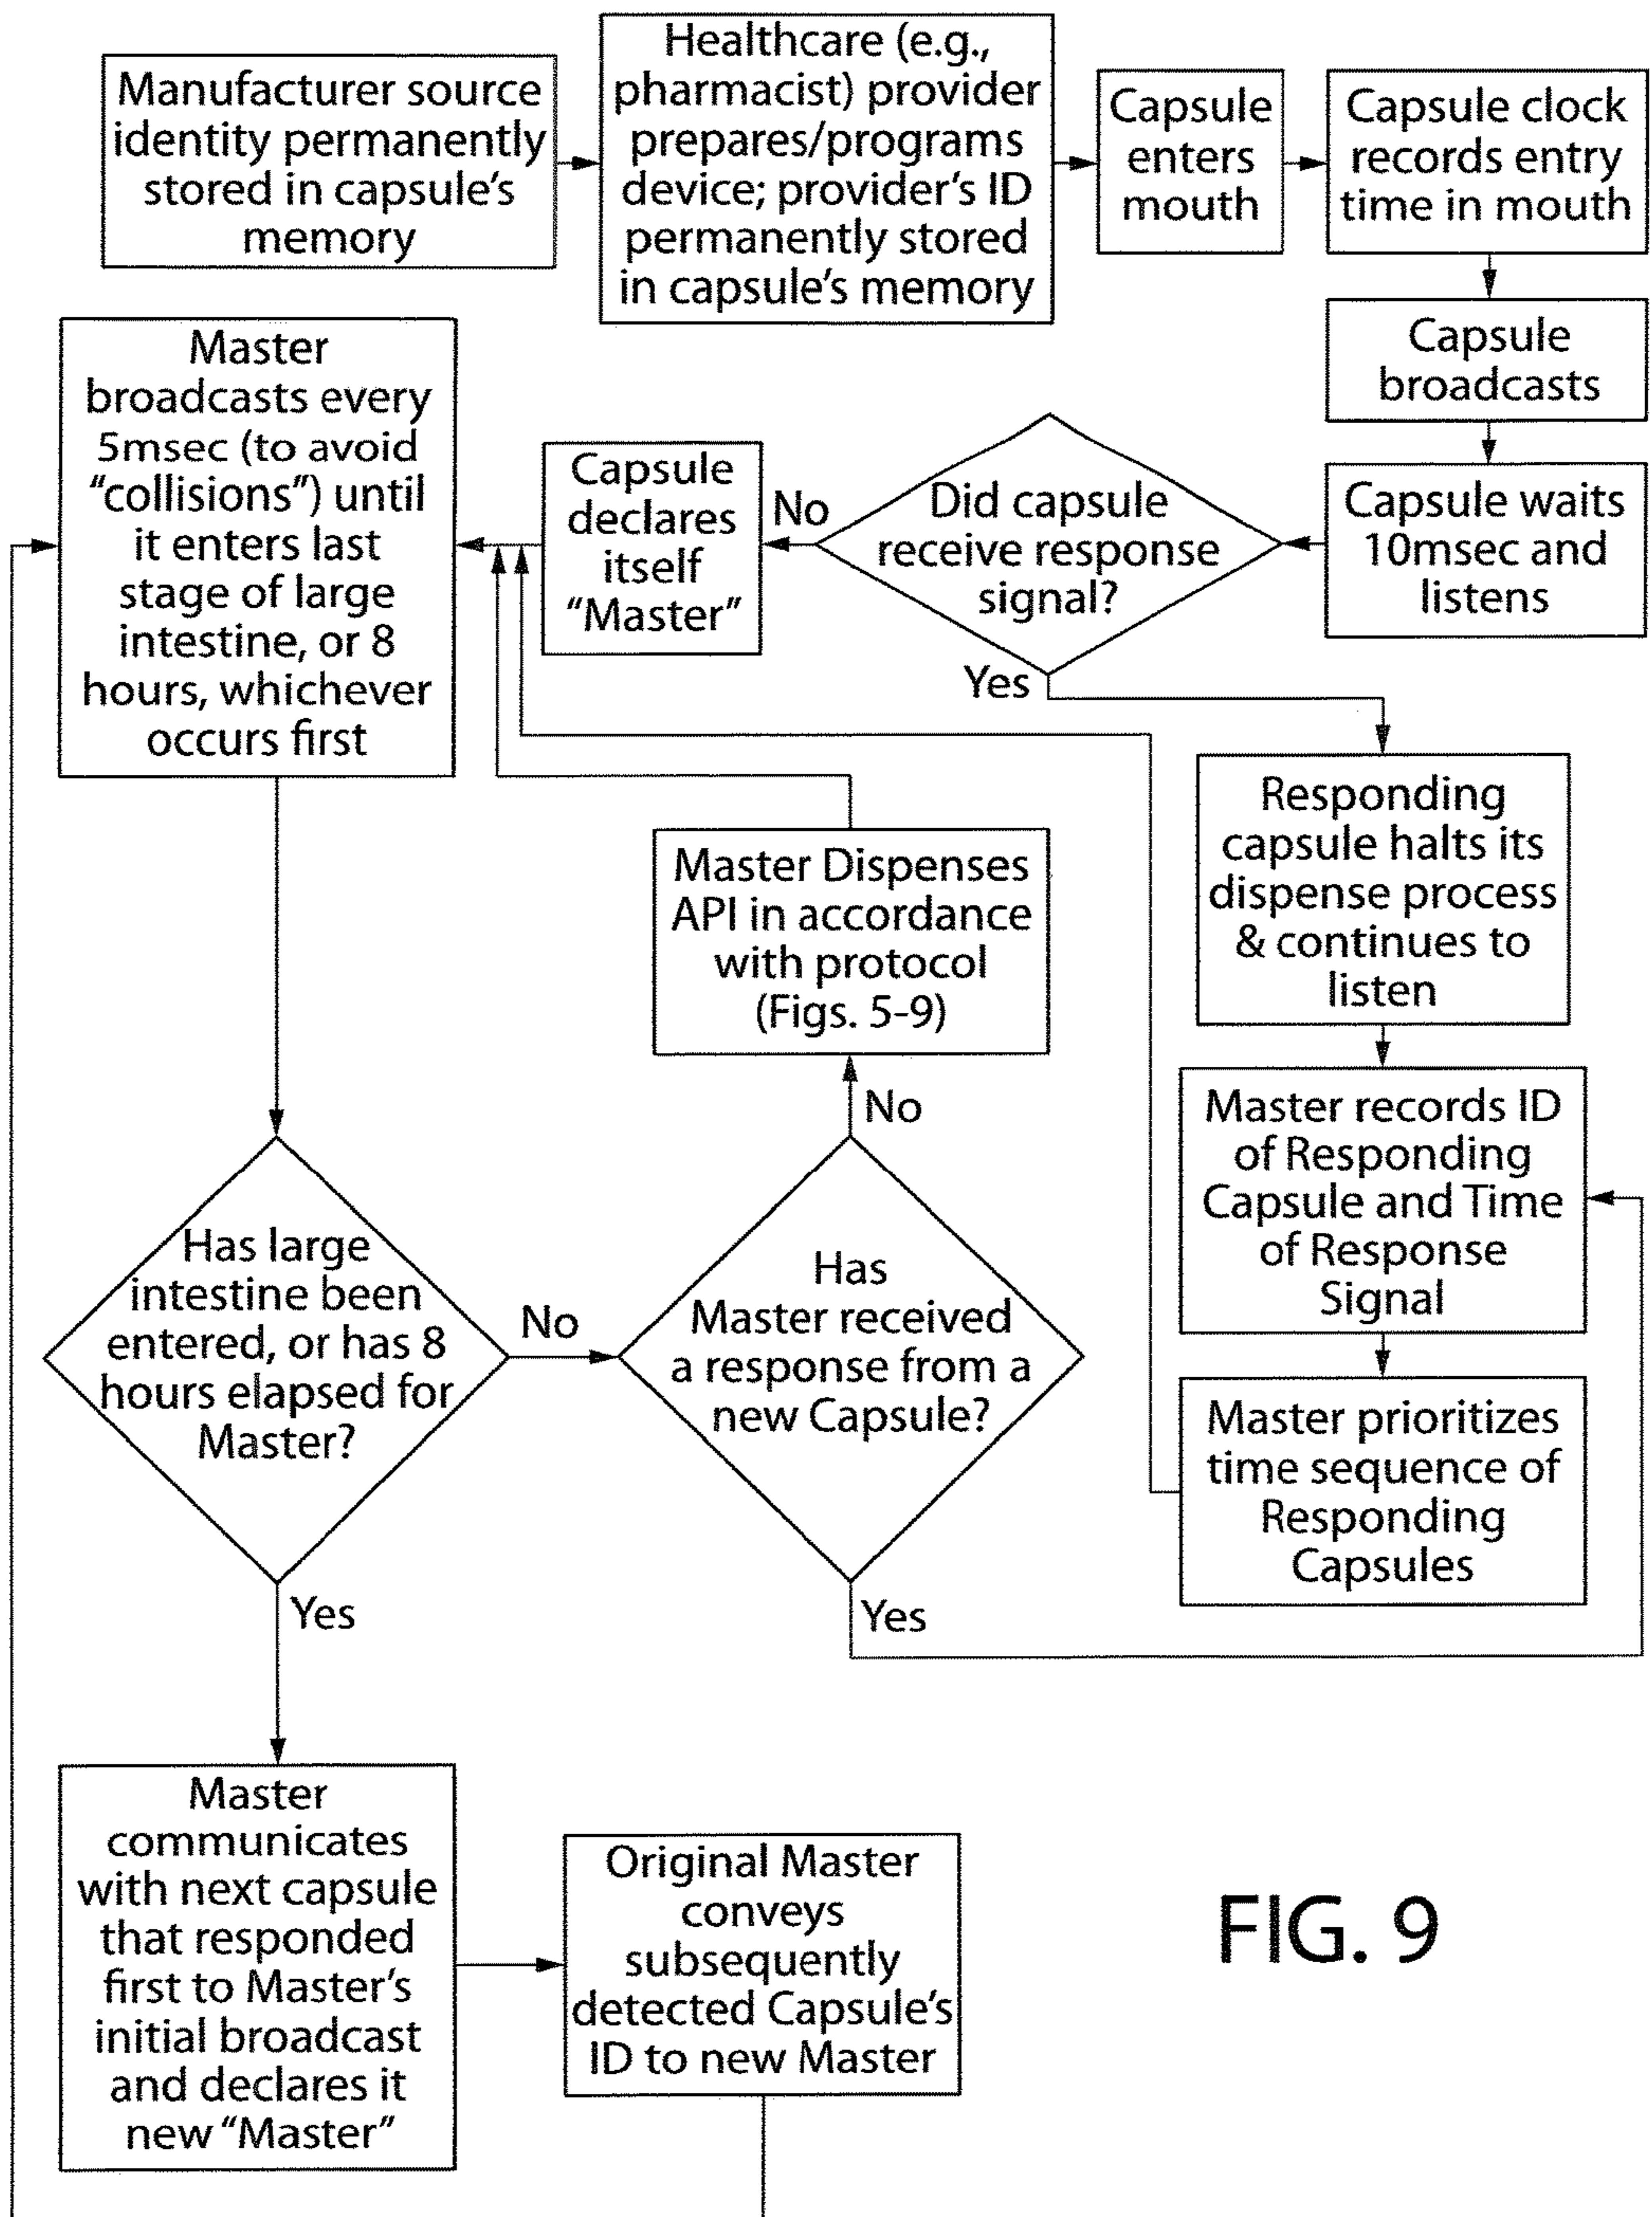 Manufacturer source
identity permanently
stored in capsule's
memory
Healthcare (e.g.,
pharmacist) provider
prepares/programs
device; provider's ID
permanently stored
in capsule's memory
Capsule
enters
mouth
Capsule clock
records entry
time in mouth
Capsule
broadcasts
Capsule waits
10msec and
listens
Did capsule
receive response
signal?
No
Yes
Capsule
declares
itself
“Master”
Master
broadcasts every
5msec (to avoid
“collisions”) until
it enters last
stage of large
intestine, or 8
hours, whichever
occurs first
Responding
capsule halts its
dispense process
& continues to
listen
Master records ID
of Responding
Capsule and Time
of Response
Signal
Master prioritizes
time sequence of
Responding
Capsules
Master Dispenses
API in accordance
with protocol
(Figs. 5-9)
No
Has
Master received
a response from a
new Capsule?
Yes
Has large
intestine been
entered, or has 8
hours elapsed for
Master?
No
Yes
Master
communicates
with next capsule
that responded
first to Master's
initial broadcast
and declares it
new “Master”
Original Master
conveys
subsequently
detected Capsule's
ID to new Master
FIG. 9